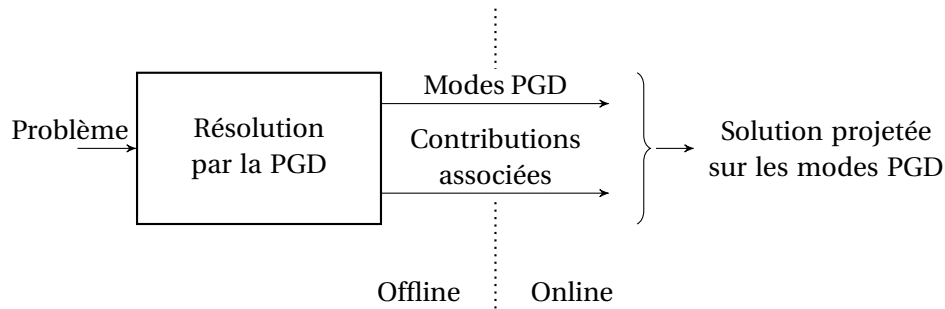 Problème
Résolution
par la PGD
Modes PGD
Contributions
associées
Solution projetée
sur les modes PGD
Offline
Online